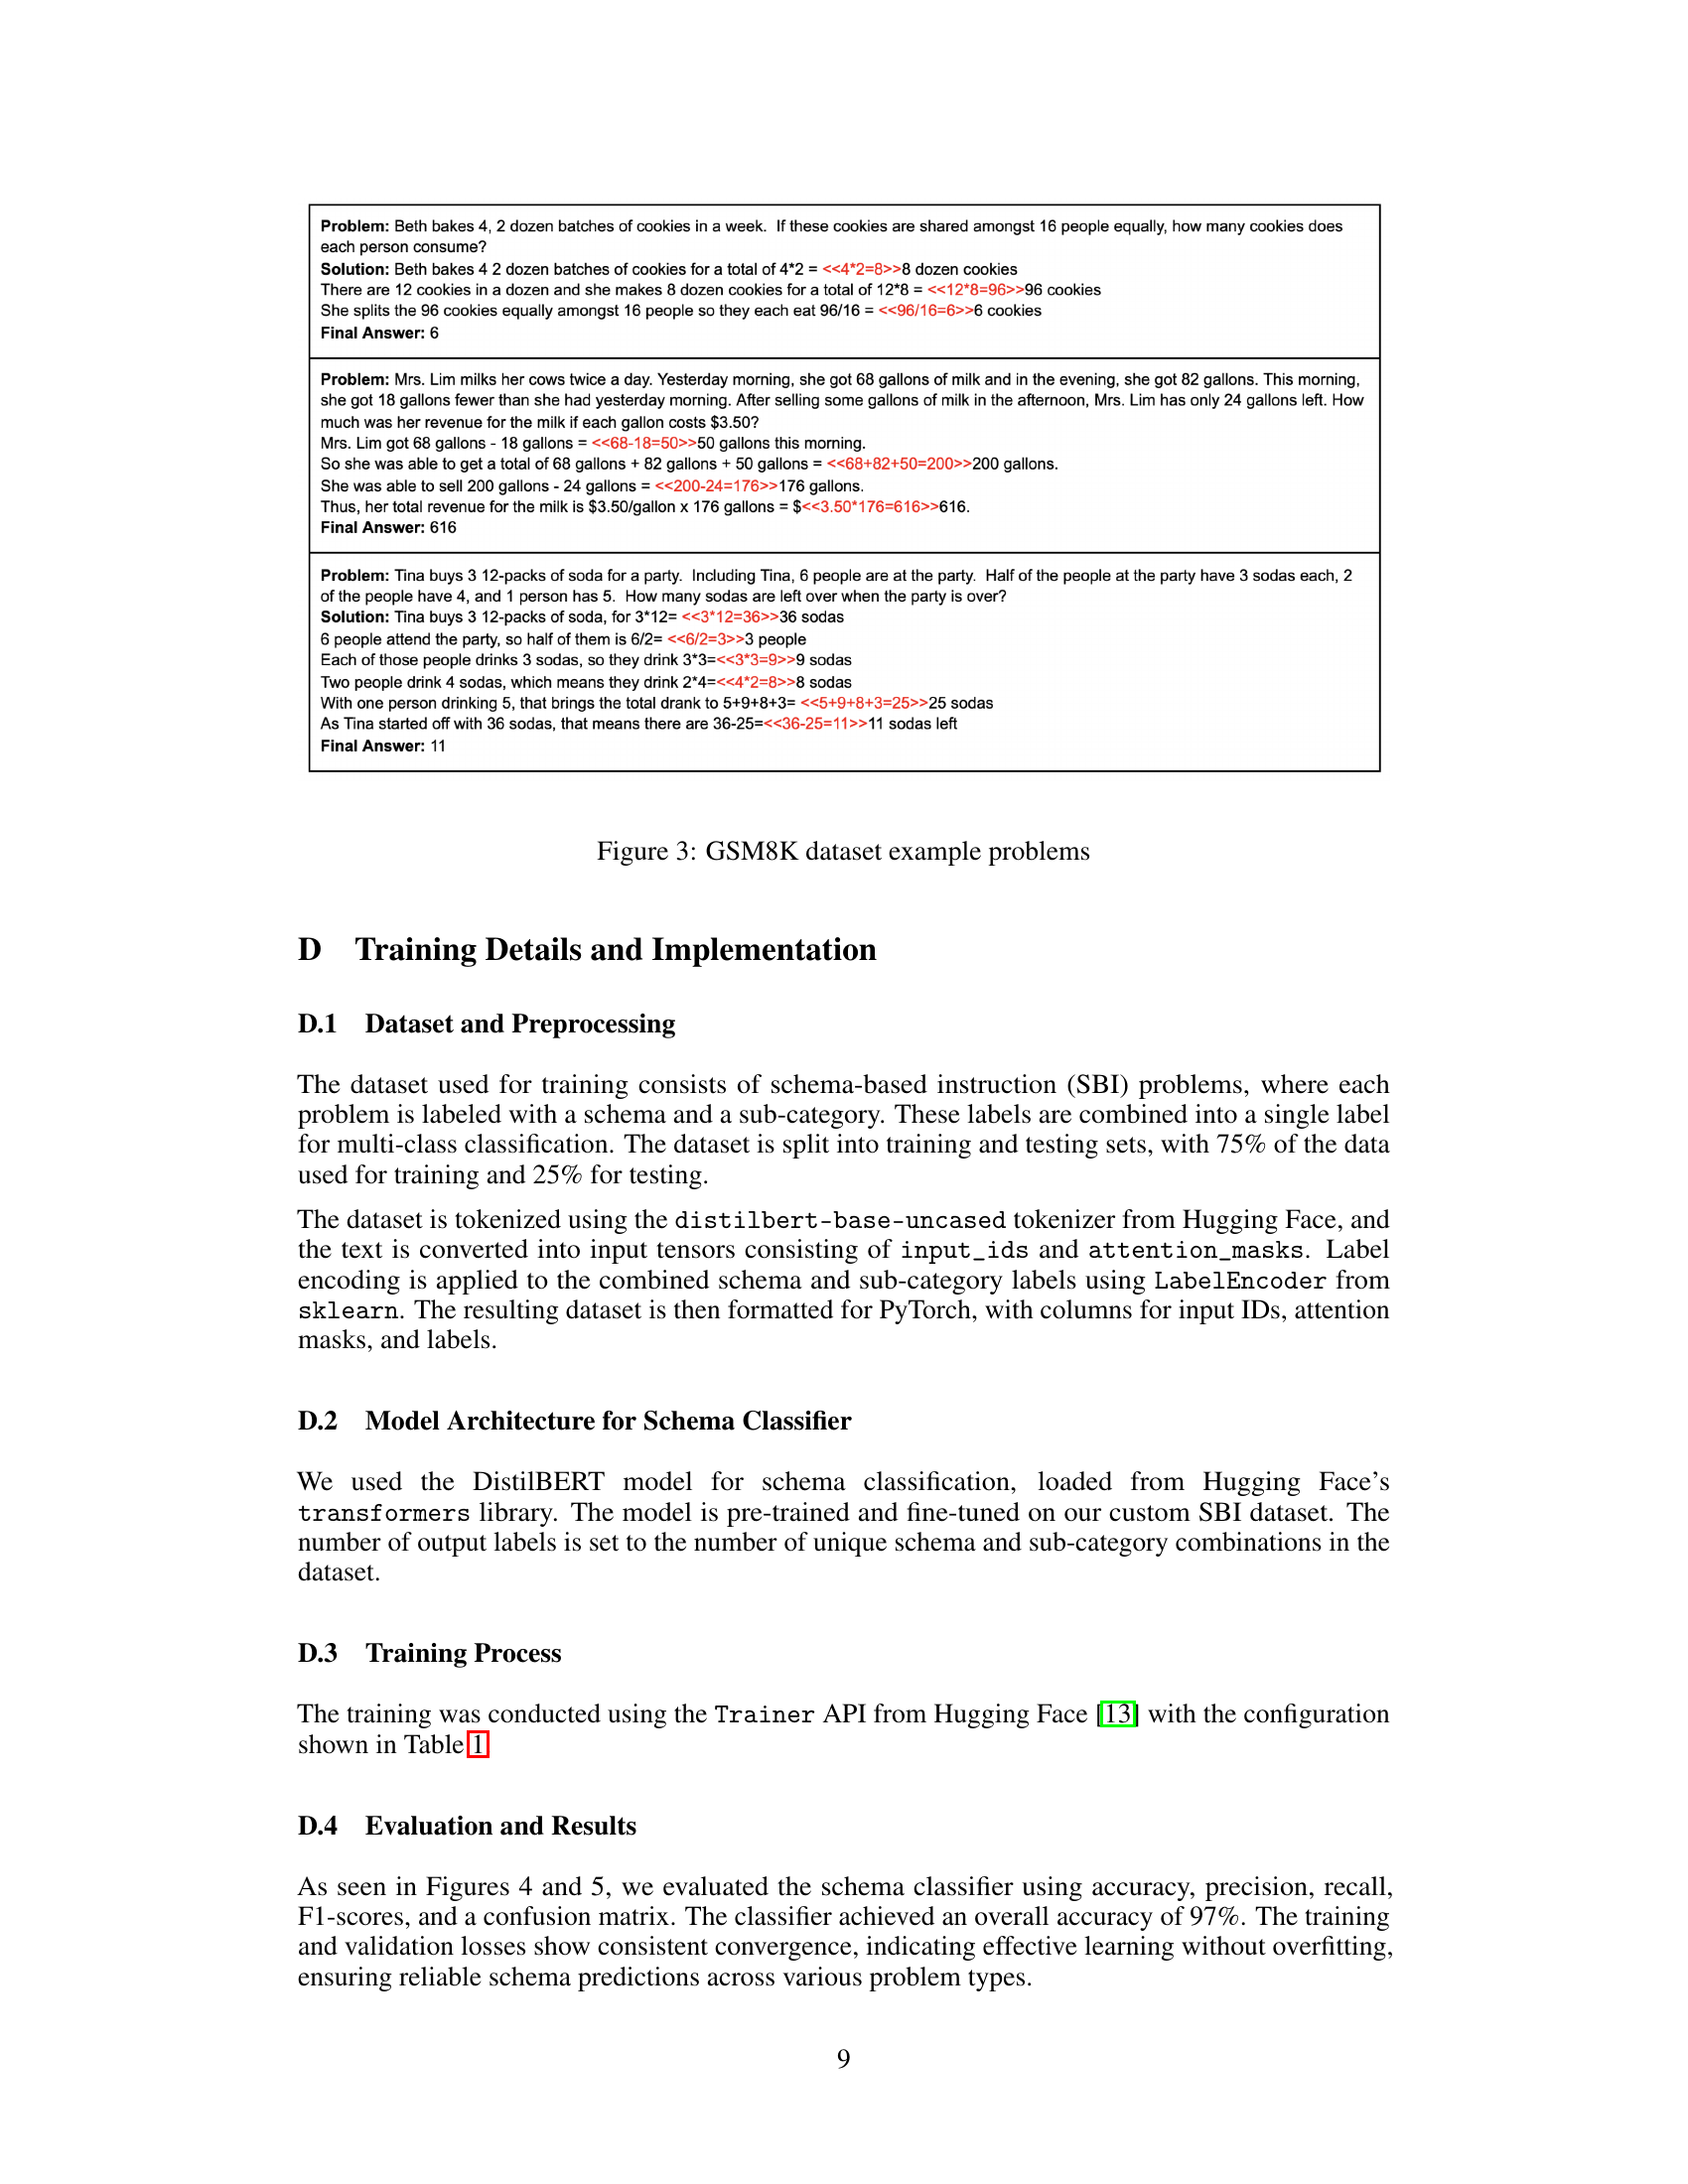 Problem: Beth bakes 4, 2 dozen batches of cookies in a week. If these cookies are shared amongst 16 people equally, how many cookies does
each person consume?
Solution: Beth bakes 4 2 dozen batches of cookies for a total of 4*2 = <<4*2=8>>8 dozen cookies
There are 12 cookies in a dozen and she makes 8 dozen cookies for a total of 12*8 = <<12*8=96>>96 cookies
She splits the 96 cookies equally amongst 16 people so they each eat 96/16 = <<96/16=6>>6 cookies
Final Answer: 6
Problem: Mrs. Lim milks her cows twice a day. Yesterday morning, she got 68 gallons of milk and in the evening, she got 82 gallons. This morning,
she got 18 gallons fewer than she had yesterday morning. After selling some gallons of milk in the afternoon, Mrs. Lim has only 24 gallons left. How
much was her revenue for the milk if each gallon costs $3.50?
Mrs. Lim got 68 gallons - 18 gallons = <<68-18=50>>50 gallons this morning.
So she was able to get a total of 68 gallons + 82 gallons + 50 gallons = <<68+82+50=200>>200 gallons.
She was able to sell 200 gallons - 24 gallons = <<200-24=176>>176 gallons.
Thus, her total revenue for the milk is $3.50/gallon x 176 gallons = $<<3.50*176=616>>616.
Final Answer: 616
Problem: Tina buys 3 12-packs of soda for a party. Including Tina, 6 people are at the party. Half of the people at the party have 3 sodas each, 2
of the people have 4, and 1 person has 5. How many sodas are left over when the party is over?
Solution: Tina buys 3 12-packs of soda, for 3*12= <<3*12=36>>36 sodas
6 people attend the party, so half of them is 6/2= <<6/2=3>>3 people
Each of those people drinks 3 sodas, so they drink 3*3=<<3*3=9>>9 sodas
Two people drink 4 sodas, which means they drink 2*4=<<4*2=8>>8 sodas
With one person drinking 5, that brings the total drank to 5+9+8+3= <<5+9+8+3=25>>25 sodas
As Tina started off with 36 sodas, that means there are 36-25=<<36-25=11>>11 sodas left
Final Answer: 11
Figure 3: GSM8K dataset example problems
D Training Details and Implementation
D.1 Dataset and Preprocessing
The dataset used for training consists of schema-based instruction (SBI) problems, where each
problem is labeled with a schema and a sub-category. These labels are combined into a single label
for multi-class classification. The dataset is split into training and testing sets, with 75% of the data
used for training and 25% for testing.
The dataset is tokenized using the distilbert-base-uncased tokenizer from Hugging Face, and
the text is converted into input tensors consisting of input_ids and attention_masks. Label
encoding is applied to the combined schema and sub-category labels using LabelEncoder from
sklearn. The resulting dataset is then formatted for PyTorch, with columns for input IDs, attention
masks, and labels.
D.2 Model Architecture for Schema Classifier
We used the DistilBERT model for schema classification, loaded from Hugging Face's
transformers library. The model is pre-trained and fine-tuned on our custom SBI dataset. The
number of output labels is set to the number of unique schema and sub-category combinations in the
dataset.
D.3 Training Process
The training was conducted using the Trainer API from Hugging Face [13] with the configuration
shown in Table 1
D.4 Evaluation and Results
As seen in Figures 4 and 5, we evaluated the schema classifier using accuracy, precision, recall,
F1-scores, and a confusion matrix. The classifier achieved an overall accuracy of 97%. The training
and validation losses show consistent convergence, indicating effective learning without overfitting,
ensuring reliable schema predictions across various problem types.
9